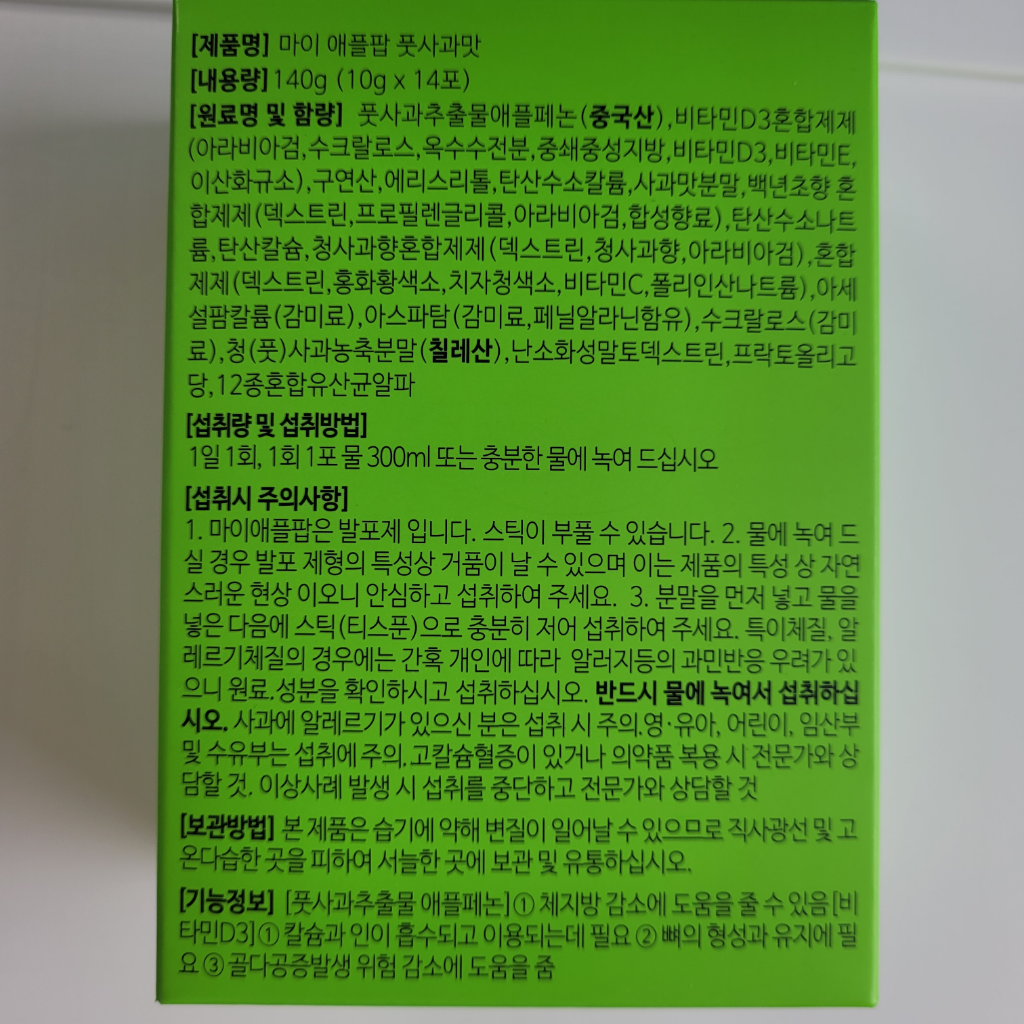 [제품명] 마이 애플팝 풋사과맛
[내용량] 140g (10g x 14포)
[원료명 및 함량] 풋사과추출물애플페논(중국산),비타민D3혼합제제
(아라비아검,수크랄로스,옥수수전분,중쇄중성지방,비타민D3,비타민E,
이산화규소),구연산,에리스리톨,탄산수소칼륨,사과맛분말,백년초향 혼
합제제(덱스트린,프로필렌글리콜,아라비아검,합성향료),탄산수소나트
륨,탄산칼슘,청사과향혼합제제(덱스트린,청사과향,아라비아검),혼합
제제(덱스트린,홍화황색소,치자청색소,비타민C,폴리인산나트륨),아세
설팜칼륨(감미료),아스파탐(감미료,페닐알라닌함유),수크랄로스(감미
료),청(풋)사과농축분말(칠레산),난소화성말토덱스트린,프락토올리고
당,12종혼합유산균알파
[섭취량 및 섭취방법]
1일 1회, 1회 1포 물 300ml 또는 충분한 물에 녹여 드십시오
[섭취시 주의사항]
1. 마이애플팝은 발포제 입니다. 스틱이 부풀 수 있습니다. 2. 물에 녹여 드
실 경우 발포 제형의 특성상 거품이 날 수 있으며 이는 제품의 특성 상 자연
스러운 현상 이오니 안심하고 섭취하여 주세요. 3. 분말을 먼저 넣고 물을
넣은 다음에 스틱(티스푼)으로 충분히 저어 섭취하여 주세요. 특이체질, 알
레르기체질의 경우에는 간혹 개인에 따라 알러지등의 과민반응 우려가 있
으니 원료.성분을 확인하시고 섭취하십시오. 반드시 물에 녹여서 섭취하십
시오. 사과에 알레르기가 있으신 분은 섭취 시 주의.영·유아, 어린이, 임산부
및 수유부는 섭취에 주의. 고칼슘혈증이 있거나 의약품 복용 시 전문가와 상
담할 것. 이상사례 발생 시 섭취를 중단하고 전문가와 상담할 것
[보관방법] 본 제품은 습기에 약해 변질이 일어날 수 있으므로 직사광선 및 고
온다습한 곳을 피하여 서늘한 곳에 보관 및 유통하십시오.
[기능정보] [풋사과추출물 애플페논]① 체지방 감소에 도움을 줄 수 있음[비
타민D3]① 칼슘과 인이 흡수되고 이용되는데 필요 ② 뼈의 형성과 유지에 필
요 ③ 골다공증발생 위험 감소에 도움을 줌